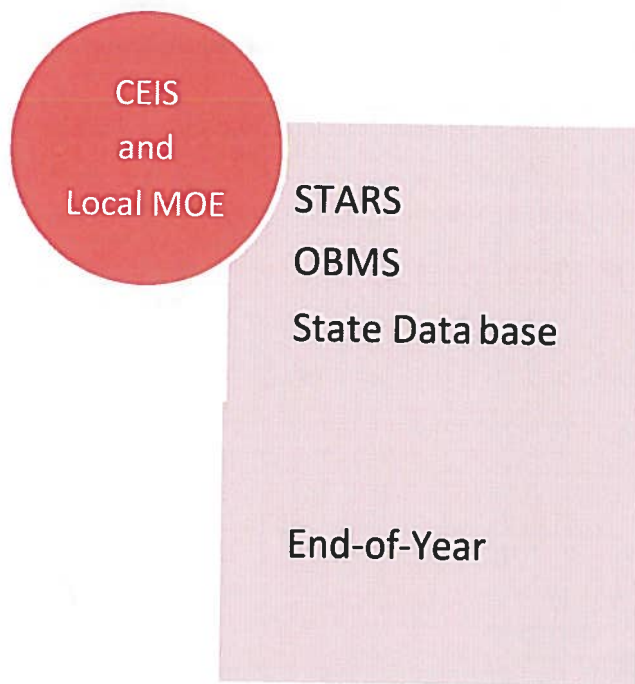 CEIS
and
Local MOE
STARS
OBMS
State Data base
End-of-Year